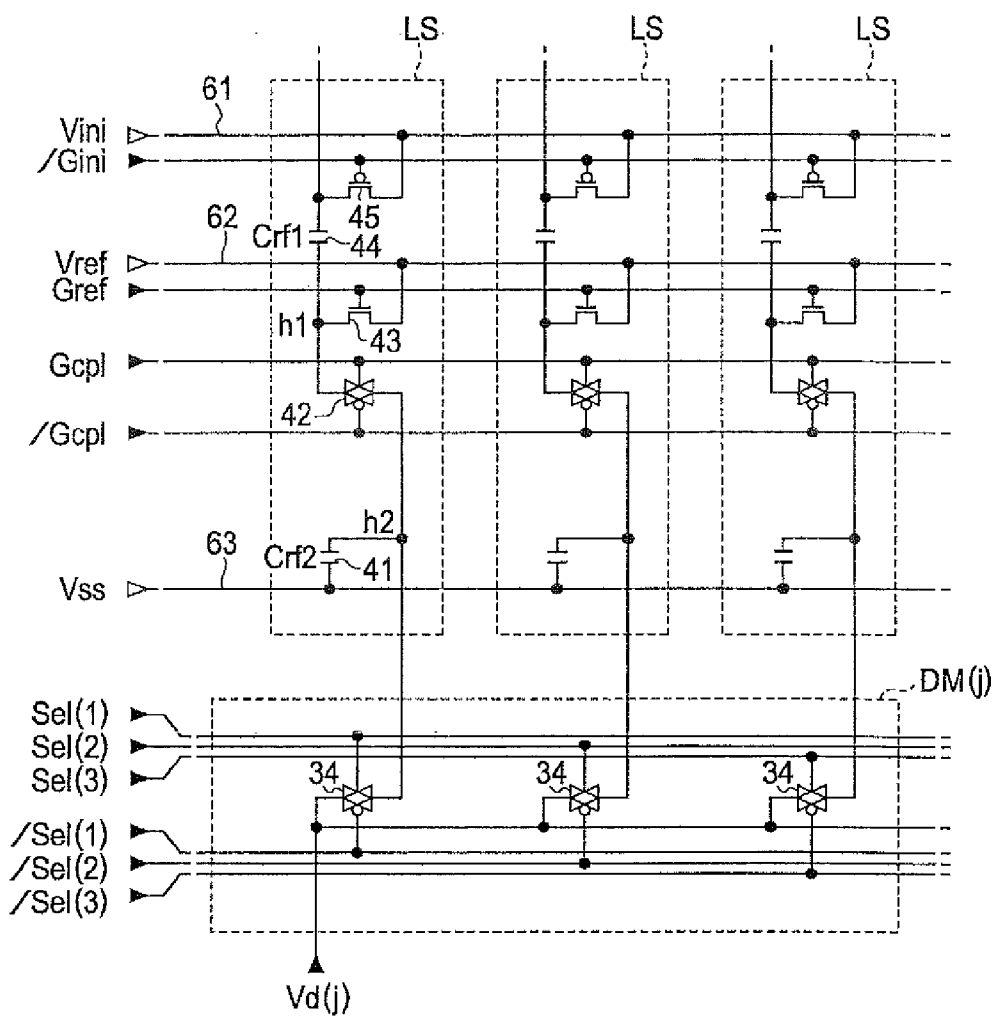 LS LS LS
61
Vini
/Gini
45
Crf1 44
62
Vref
Gref
h1 43
Gcpl
42
/Gcpl
h2
Crf2 41
63
Vss
DM(j)
Sel(1)
Sel(2)
Sel(3)
34 34 34
/Sel(1)
/Sel(2)
/Sel(3)
Vd(j)